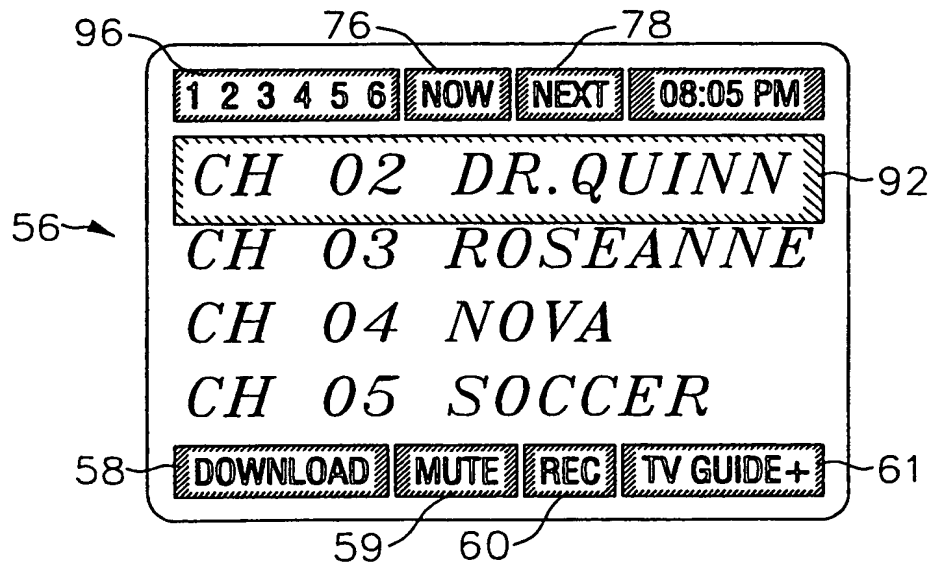 96 76 78
1 2 3 4 5 6 NOW NEXT 08:05 PM
CH 02 DR.QUINN 92
56
CH 03 ROSEANNE
CH 04 NOVA
CH 05 SOCCER
58 DOWNLOAD MUTE REC TV GUIDE+ 61
59 60